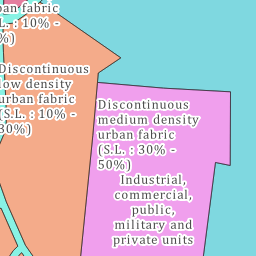 ban fabric
L. : 10% -
%)
Discontinuous
low density
urban fabric
(S.L. : 10% -
30%)
Discontinuous
medium density
urban fabric
(S.L. : 30% -
50%)
Industrial,
commercial,
public,
military and
private units